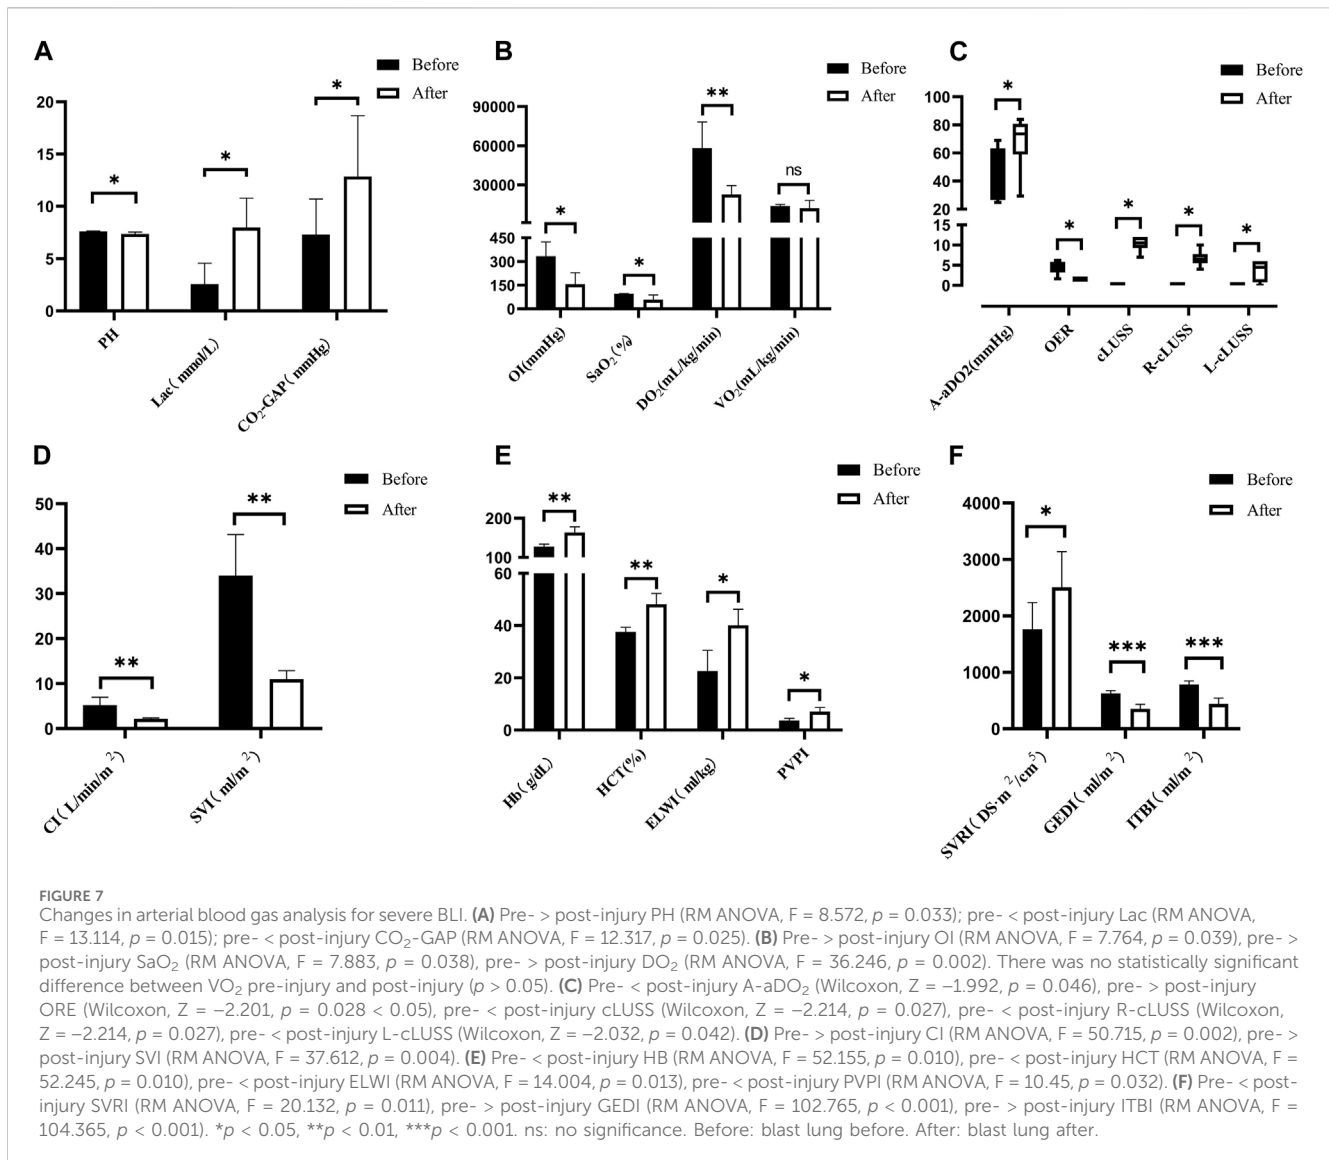 A
Before
After
*
*
*
20
15
10
5
0
PH
Lac( mmol/L)
CO₂-GAP( mmHg)
B
Before
After
**
ns
*
*
90000
60000
30000
450
300
150
0
OI(mmHg)
SaO₂(%)
DO₂(mL/kg/min)
VO₂(mL/kg/min)
C
Before
After
*
*
*
*
*
100
80
60
40
20
15
10
5
0
A-aDO2(mmHg)
OER
cLUSS
R-cLUSS
L-cLUSS
D
Before
After
**
**
50
40
30
20
10
0
CI( L/min/m²)
SVI( ml/m²)
E
Before
After
**
**
*
*
200
100
60
40
20
0
Hb( g/dL)
HCT(%)
ELWI( ml/kg)
PVPI
F
Before
After
*
***
***
4000
3000
2000
1000
0
SVRI( DS·m²/cm⁵)
GEDI( ml/m²)
ITBI( ml/m²)
FIGURE 7
Changes in arterial blood gas analysis for severe BLI. (A) Pre- > post-injury PH (RM ANOVA, F = 8.572, p = 0.033); pre- < post-injury Lac (RM ANOVA,
F = 13.114, p = 0.015); pre- < post-injury CO₂-GAP (RM ANOVA, F = 12.317, p = 0.025). (B) Pre- > post-injury OI (RM ANOVA, F = 7.764, p = 0.039), pre- >
post-injury SaO₂ (RM ANOVA, F = 7.883, p = 0.038), pre- > post-injury DO₂ (RM ANOVA, F = 36.246, p = 0.002). There was no statistically significant
difference between VO₂ pre-injury and post-injury (p > 0.05). (C) Pre- < post-injury A-aDO₂ (Wilcoxon, Z = –1.992, p = 0.046), pre- > post-injury
ORE (Wilcoxon, Z = –2.201, p = 0.028 < 0.05), pre- < post-injury cLUSS (Wilcoxon, Z = –2.214, p = 0.027), pre- < post-injury R-cLUSS (Wilcoxon,
Z = –2.214, p = 0.027), pre- < post-injury L-cLUSS (Wilcoxon, Z = –2.032, p = 0.042). (D) Pre- > post-injury CI (RM ANOVA, F = 50.715, p = 0.002), pre- >
post-injury SVI (RM ANOVA, F = 37.612, p = 0.004). (E) Pre- < post-injury HB (RM ANOVA, F = 52.155, p = 0.010), pre- < post-injury HCT (RM ANOVA, F =
52.245, p = 0.010), pre- < post-injury ELWI (RM ANOVA, F = 14.004, p = 0.013), pre- < post-injury PVPI (RM ANOVA, F = 10.45, p = 0.032). (F) Pre- < post-
injury SVRI (RM ANOVA, F = 20.132, p = 0.011), pre- > post-injury GEDI (RM ANOVA, F = 102.765, p < 0.001), pre- > post-injury ITBI (RM ANOVA, F =
104.365, p < 0.001). *p < 0.05, **p < 0.01, ***p < 0.001. ns: no significance. Before: blast lung before. After: blast lung after.